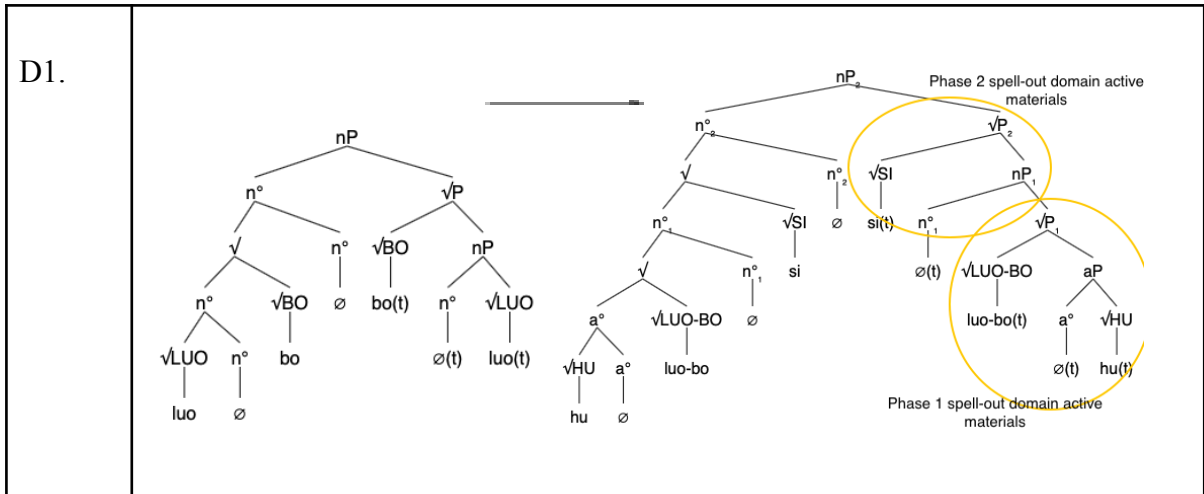 D1.
nP
n°
√P
√
n°
√BO
nP
n°
√BO
∅
bo(t)
n°
√LUO
√LUO
n°
bo
∅(t)
luo(t)
luo
∅
nP₂
Phase 2 spell-out domain active
materials
n°₂
√P₂
√
n°₂
√SI
nP₁
n°₁
√SI
∅
si(t)
n°₁
√P₁
√
n°₁
si
∅(t)
√LUO-BO
aP
a°
√LUO-BO
∅
luo-bo(t)
a°
√HU
√HU
a°
luo-bo
∅(t)
hu(t)
hu
∅
Phase 1 spell-out domain active
materials